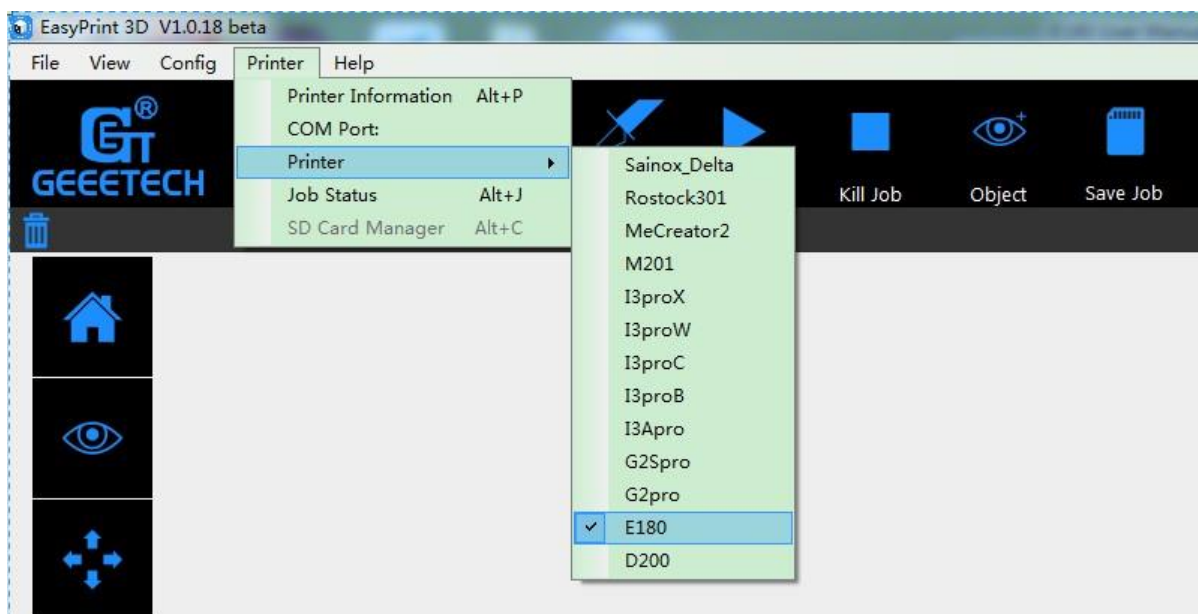 EasyPrint 3D V1.0.18 beta
File View Config Printer Help
Printer Information Alt+P
COM Port:
Printer
Job Status Alt+J
SD Card Manager Alt+C
Sainox_Delta
Rostock301
MeCreator2
M201
I3proX
I3proW
I3proC
I3proB
I3Apro
G2Spro
G2pro
E180
D200
GEEETECH
®
Kill Job
Object
Save Job